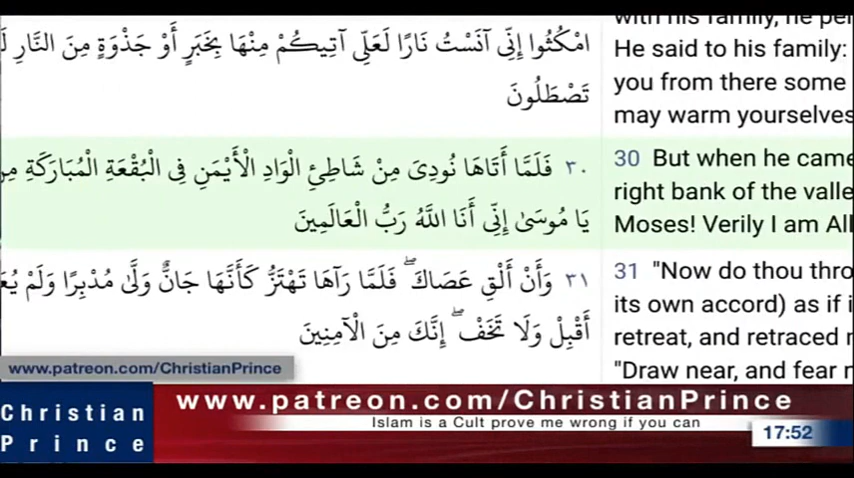 امْكُثُوا إِنِّي آنَسْتُ نَارًا لَعَلِّي آتِيكُمْ مِنْهَا بِخَبَرٍ أَوْ جَذْوَةٍ مِنَ النَّارِ
تَصْطَلُونَ
٣٠ فَلَمَّا أَتَاهَا نُودِيَ مِنْ شَاطِئِ الْوَادِ الْأَيْمَنِ فِي الْبُقْعَةِ الْمُبَارَكَةِ
يَا مُوسَىٰ إِنِّي أَنَا اللَّهُ رَبُّ الْعَالَمِينَ
٣١ وَأَنْ أَلْقِ عَصَاكَ ۖ فَلَمَّا رَآهَا تَهْتَزُّ كَأَنَّهَا جَانٌّ وَلَّىٰ مُدْبِرًا وَلَمْ
أَقْبِلْ وَلَا تَخَفْ ۖ إِنَّكَ مِنَ الْآمِنِينَ
with his family, he
He said to his family:
you from there some
may warm yourselves
30 But when he came
right bank of the valle
Moses! Verily I am All
31 "Now do thou thro
its own accord) as if i
retreat, and retraced
"Draw near, and fear
www.patreon.com/ChristianPrince
Christian
Prince
www.patreon.com/ChristianPrince
Islam is a Cult prove me wrong if you can
17:52